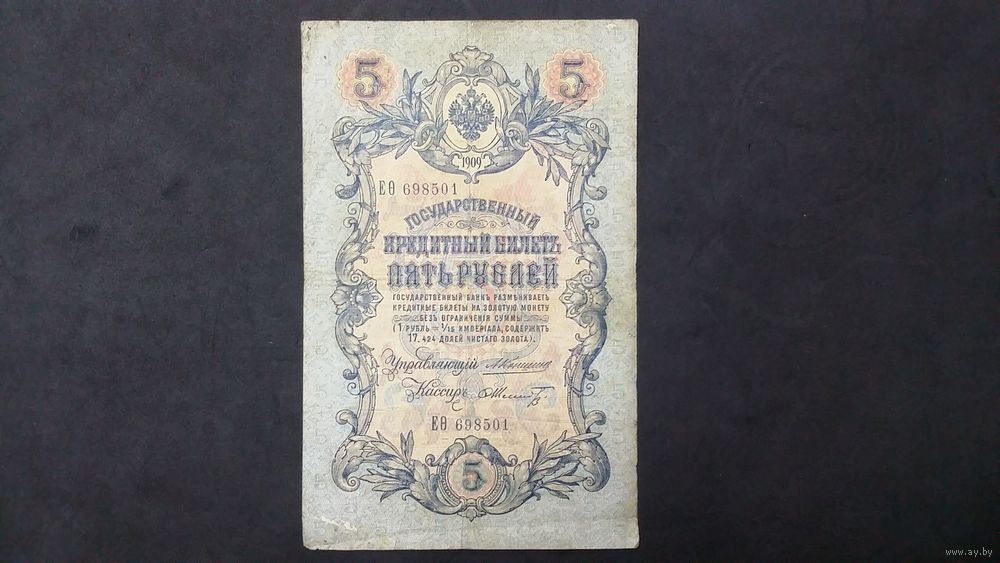 5 5
1909
ЕѲ 698501
ГОСУДАРСТВЕННЫЙ
КРЕДИТНЫЙ БИЛЕТЪ
ПЯТЬ РУБЛЕЙ
ГОСУДАРСТВЕННЫЙ БАНКЪ РАЗМѢНИВАЕТЪ
КРЕДИТНЫЕ БИЛЕТЫ НА ЗОЛОТУЮ МОНЕТУ
БЕЗЪ ОГРАНИЧЕНІЯ СУММЫ
(1 РУБЛЬ = 1/15 ИМПЕРІАЛА, СОДЕРЖИТЪ
17.424 ДОЛЕЙ ЧИСТАГО ЗОЛОТА).
Управляющій
Кассиръ
ЕѲ 698501
5
www.ay.by